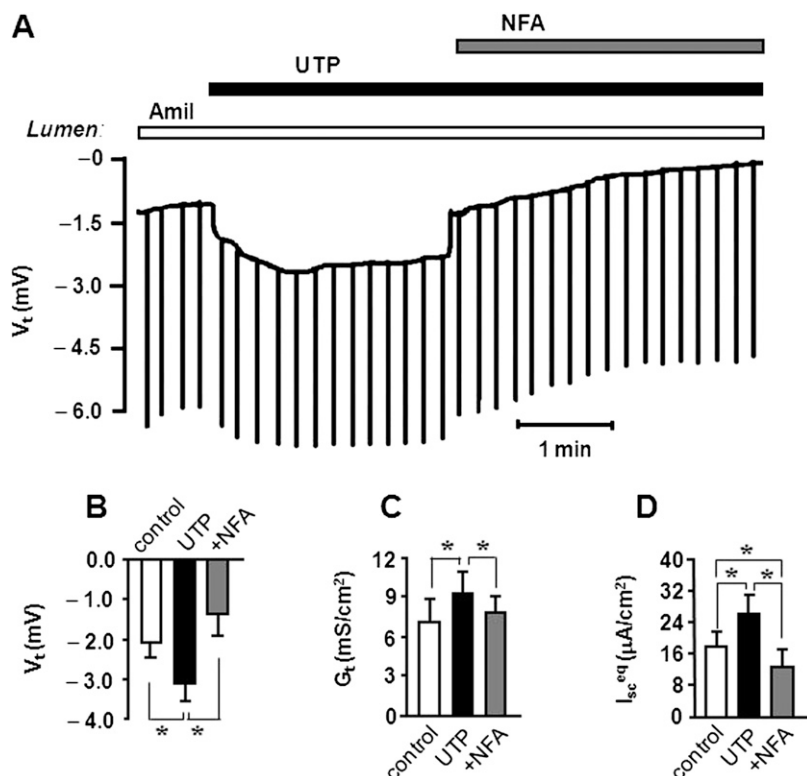 A
NFA
UTP
Amil
Lumen:
–0
–1.5
–3.0
–4.5
–6.0
Vt (mV)
1 min
B
control
UTP
+NFA
0.0
–1.0
–2.0
–3.0
–4.0
Vt (mV)
* *
C
12
9
6
3
0
Gt (mS/cm²)
* *
control
UTP
+NFA
D
40
32
24
16
8
0
Isc^eq (μA/cm²)
*
* *
control
UTP
+NFA